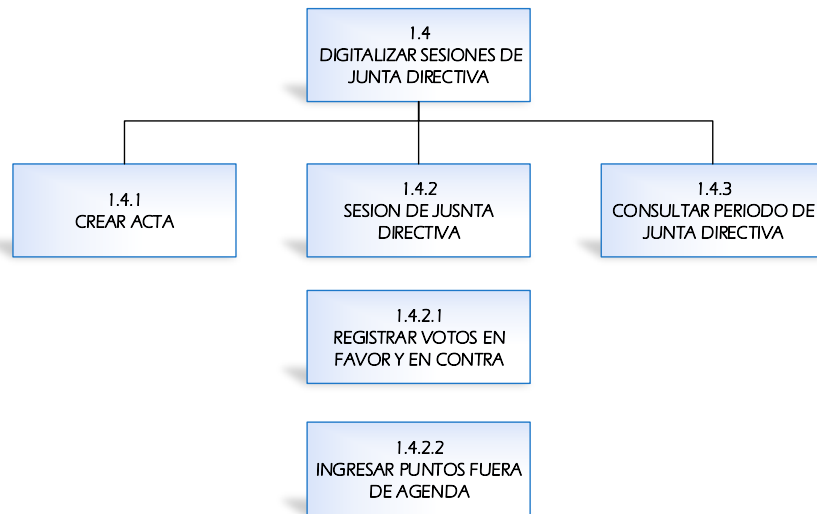 1.4
DIGITALIZAR SESIONES DE
JUNTA DIRECTIVA
1.4.1
CREAR ACTA
1.4.2
SESION DE JUSNTA
DIRECTIVA
1.4.3
CONSULTAR PERIODO DE
JUNTA DIRECTIVA
1.4.2.1
REGISTRAR VOTOS EN
FAVOR Y EN CONTRA
1.4.2.2
INGRESAR PUNTOS FUERA
DE AGENDA